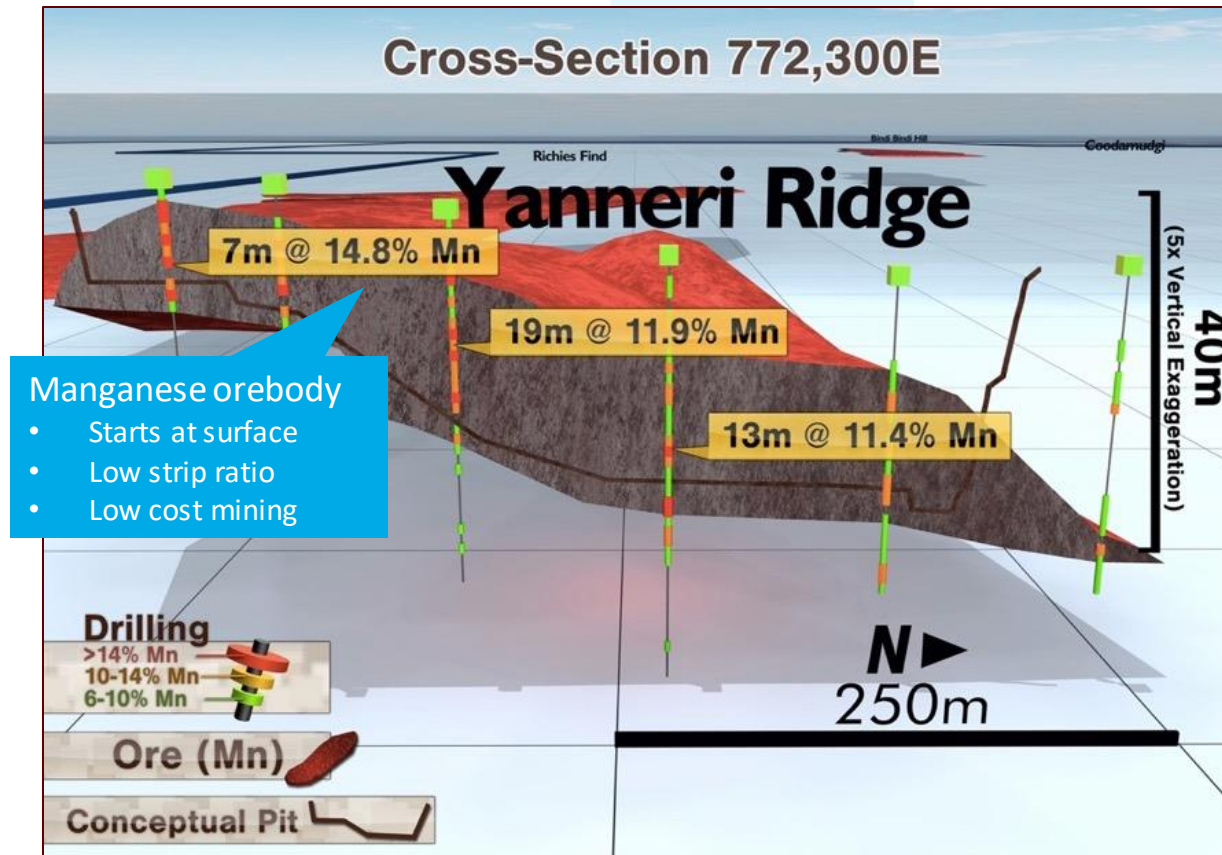 Cross-Section 772,300E
Bindi Bindi Hill
Coodamudgi
Richies Find
Yanneri Ridge
7m @ 14.8% Mn
19m @ 11.9% Mn
13m @ 11.4% Mn
40m
(5x Vertical Exaggeration)
Manganese orebody
• Starts at surface
• Low strip ratio
• Low cost mining
Drilling
>14% Mn
10-14% Mn
6-10% Mn
Ore (Mn)
Conceptual Pit
N
250m